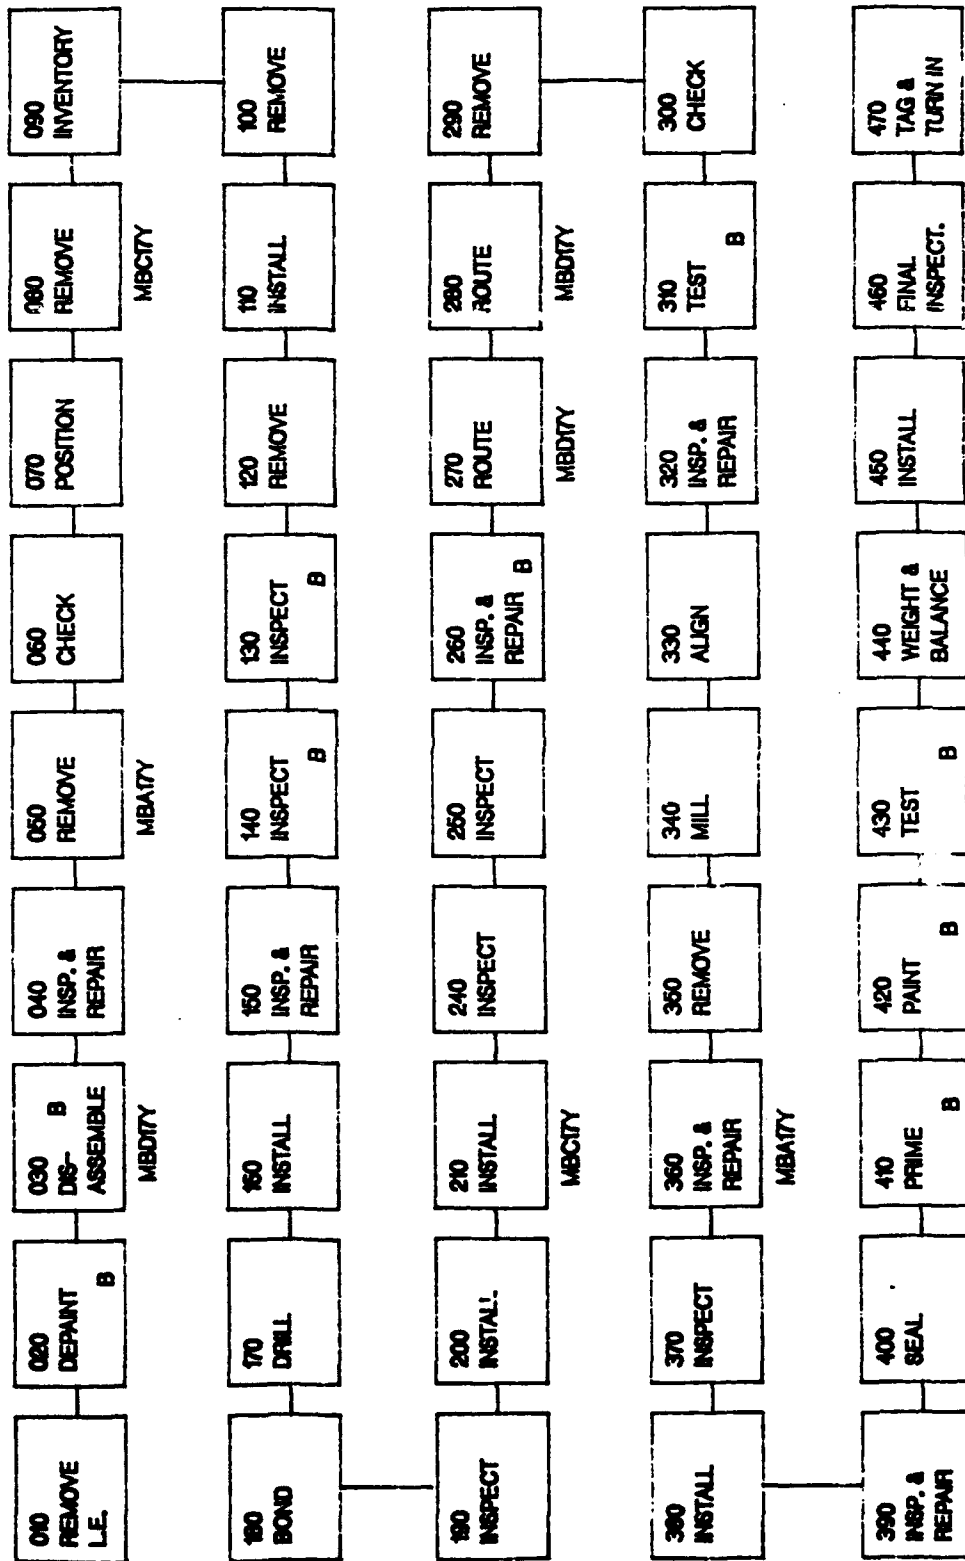 010
REMOVE
L.E.
020
DEPAINT
B
030 B
DIS-
ASSEMBLE
MBD17Y
040
INSP. &
REPAIR
050
REMOVE
MBA17Y
060
CHECK
070
POSITION
080
REMOVE
MBC17Y
090
INVENTORY
100
REMOVE
110
INSTALL
120
REMOVE
130
INSPECT
B
140
INSPECT
B
150
INSP. &
REPAIR
160
INSTALL
170
DRILL
180
BOND
190
INSPECT
200
INSTALL
210
INSTALL
MBC17Y
240
INSPECT
250
INSPECT
260
INSP. &
REPAIR B
270
ROUTE
MBD17Y
280
ROUTE
MBD17Y
290
REMOVE
300
CHECK
310
TEST
B
320
INSP. &
REPAIR
330
ALIGN
340
MILL
350
REMOVE
360
INSP. &
REPAIR
MBA17Y
370
INSPECT
380
INSTALL
390
INSP. &
REPAIR
400
SEAL
410
PRIME
B
420
PAINT
B
430
TEST
B
440
WEIGHT &
BALANCE
450
INSTALL
460
FINAL
INSPECT.
470
TAG &
TURN IN